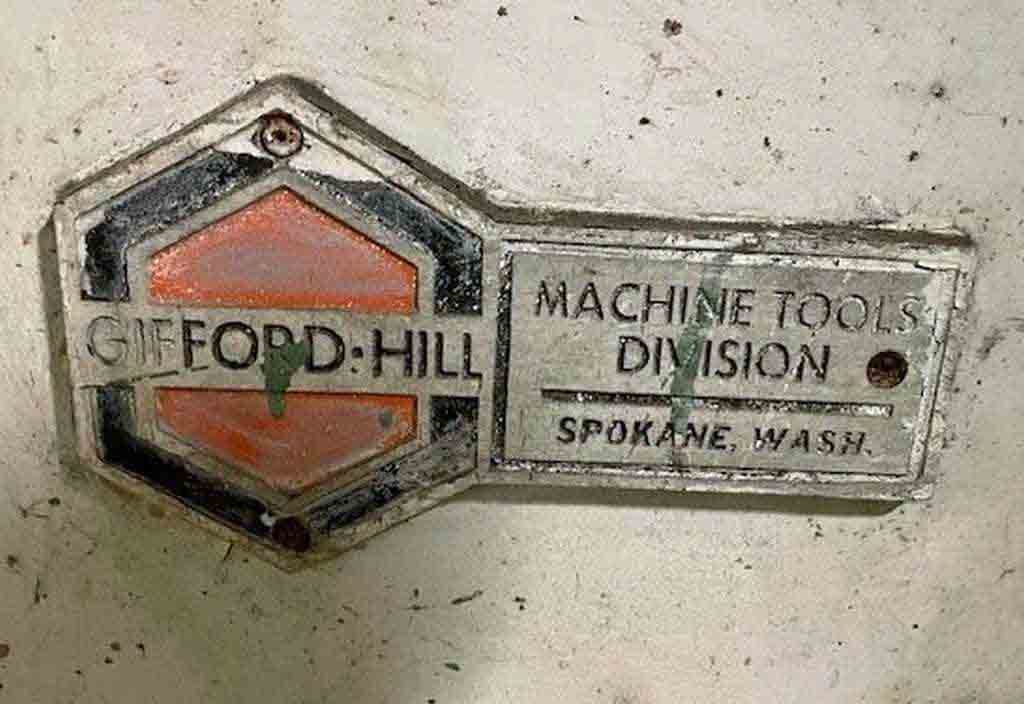 GIFFORD·HILL
MACHINE TOOLS
DIVISION
SPOKANE, WASH.